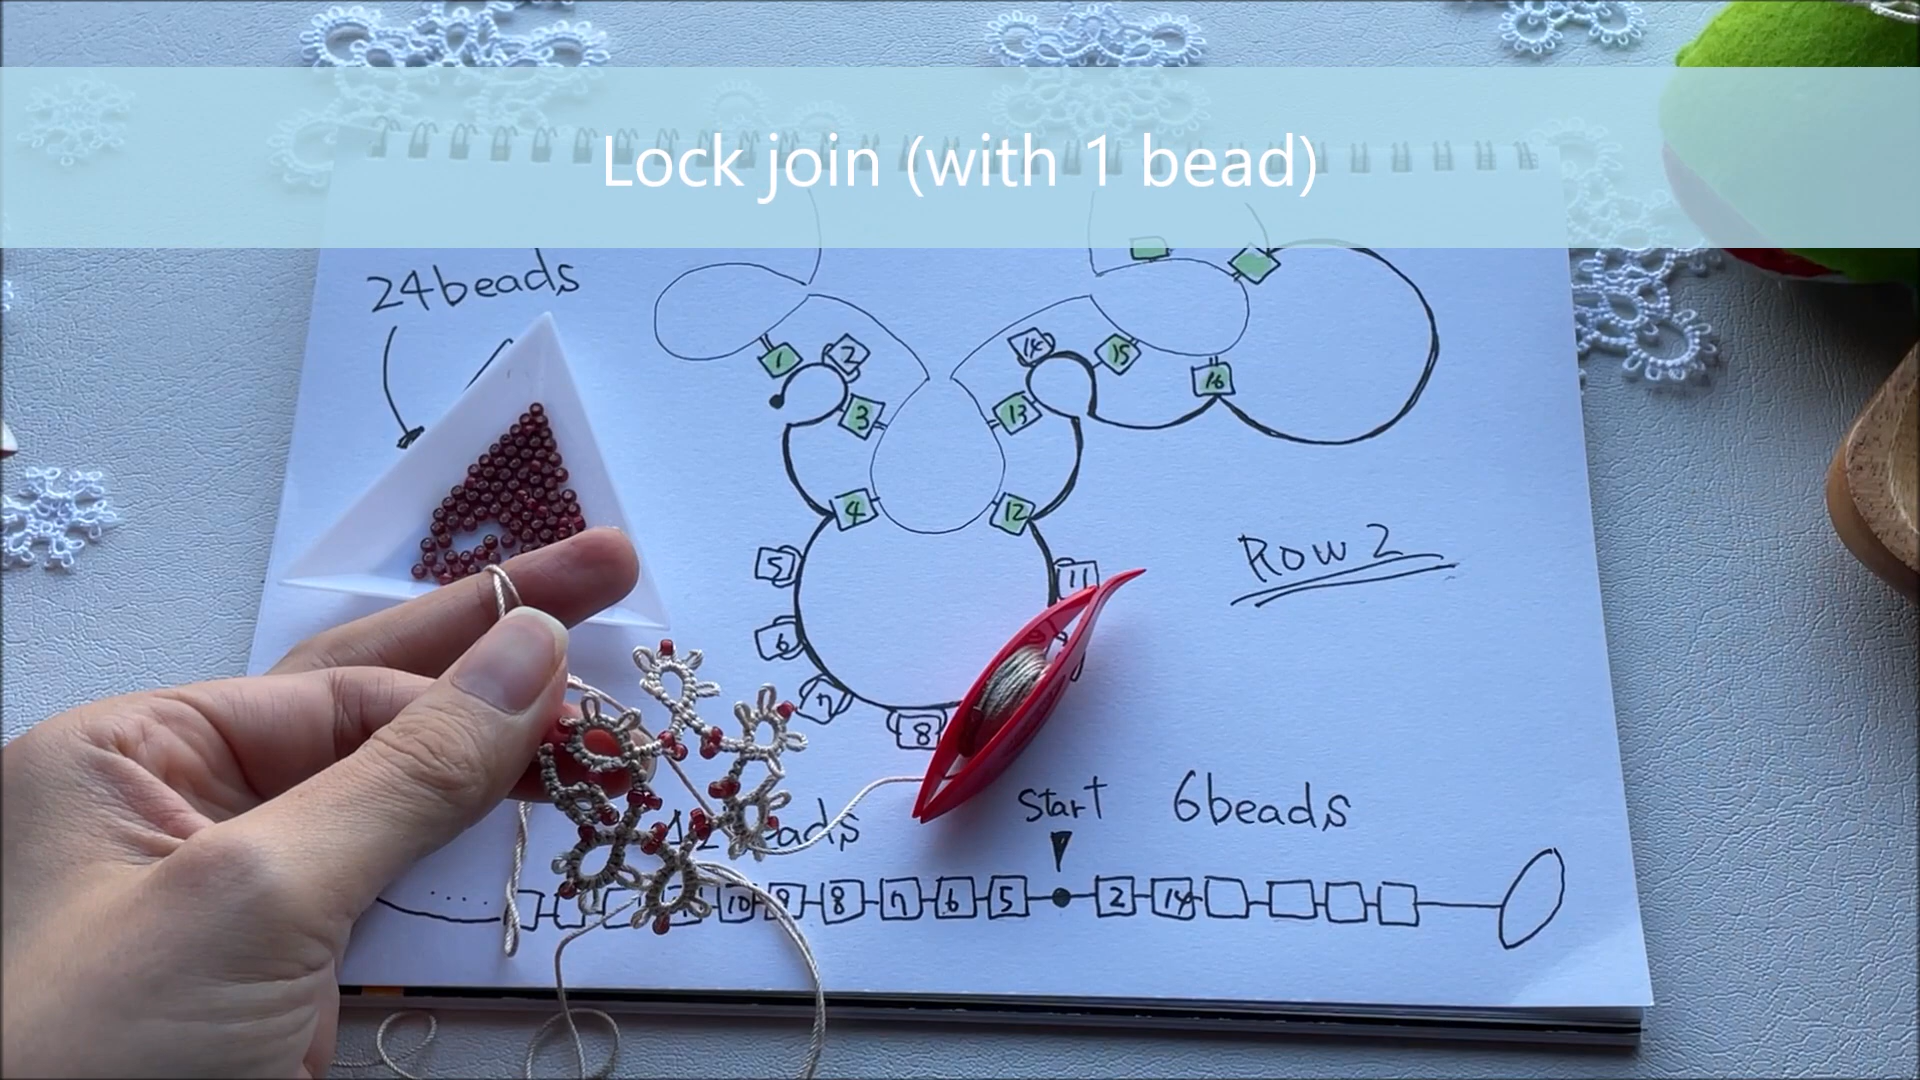 Lock join (with 1 bead)
24beads
1 2 14 15
3 13 16
4 12
5 11
6
7
8
Row 2
Start 6beads
10 9 8 7 6 5 2 14